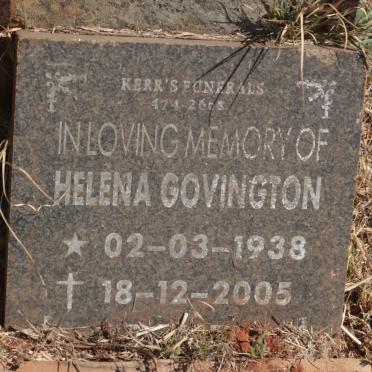 KERR'S FUNERALS
474-2668
IN LOVING MEMORY OF
HELENA GOVINGTON
02-03-1938
18-12-2005